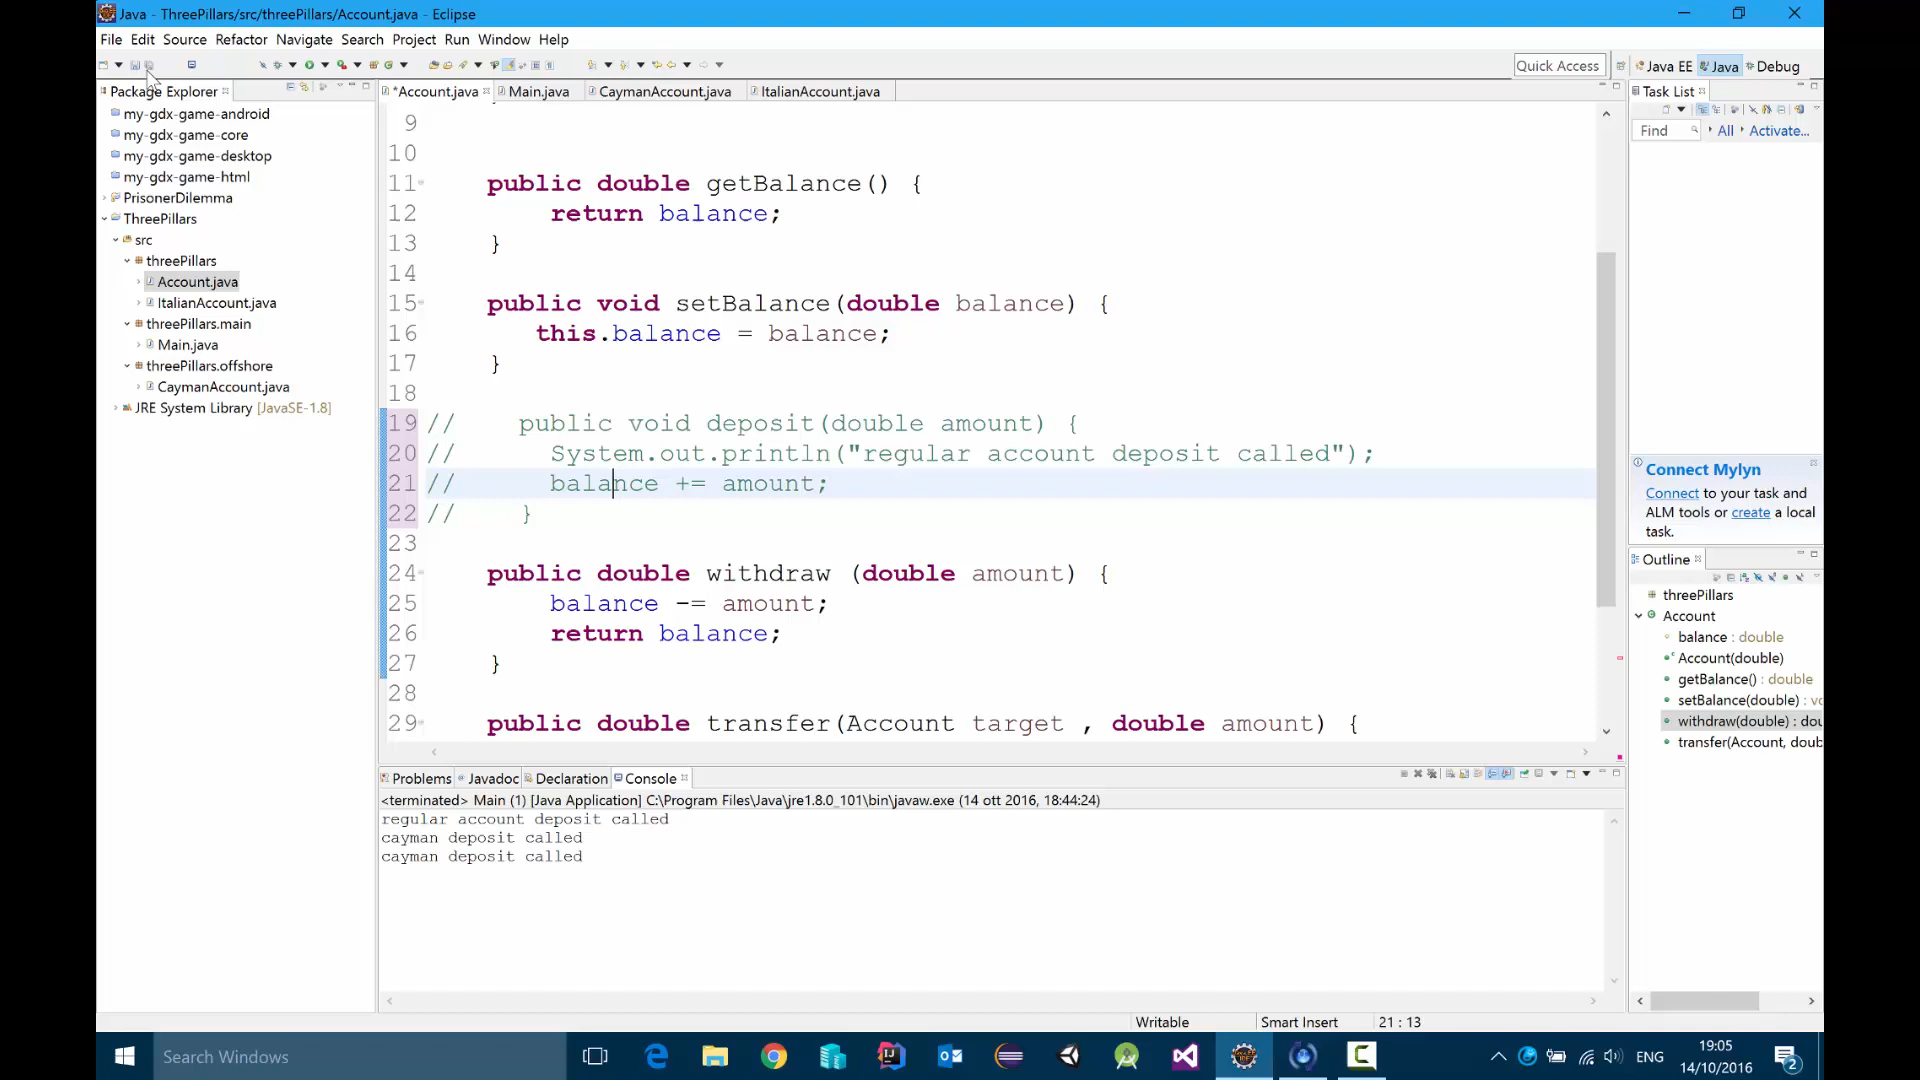 Java - ThreePillars/src/threePillars/Account.java - Eclipse
File Edit Source Refactor Navigate Search Project Run Window Help
Quick Access Java EE Java Debug
Package Explorer
my-gdx-game-android
my-gdx-game-core
my-gdx-game-desktop
my-gdx-game-html
PrisonerDilemma
ThreePillars
src
threePillars
Account.java
ItalianAccount.java
threePillars.main
Main.java
threePillars.offshore
CaymanAccount.java
JRE System Library [JavaSE-1.8]
*Account.java Main.java CaymanAccount.java ItalianAccount.java
9
10
11 public double getBalance() {
12 return balance;
13 }
14
15 public void setBalance(double balance) {
16 this.balance = balance;
17 }
18
19 // public void deposit(double amount) {
20 // System.out.println("regular account deposit called");
21 // balance += amount;
22 // }
23
24 public double withdraw (double amount) {
25 balance -= amount;
26 return balance;
27 }
28
29 public double transfer(Account target , double amount) {
Problems Javadoc Declaration Console
<terminated> Main (1) [Java Application] C:\Program Files\Java\jre1.8.0_101\bin\javaw.exe (14 ott 2016, 18:44:24)
regular account deposit called
cayman deposit called
cayman deposit called
Task List
Find All Activate...
Connect Mylyn
Connect to your task and
ALM tools or create a local
task.
Outline
threePillars
Account
balance : double
Account(double)
getBalance() : double
setBalance(double) : vo
withdraw(double) : dou
transfer(Account, doub
Writable Smart Insert 21 : 13
Search Windows
ENG
19:05
14/10/2016
2